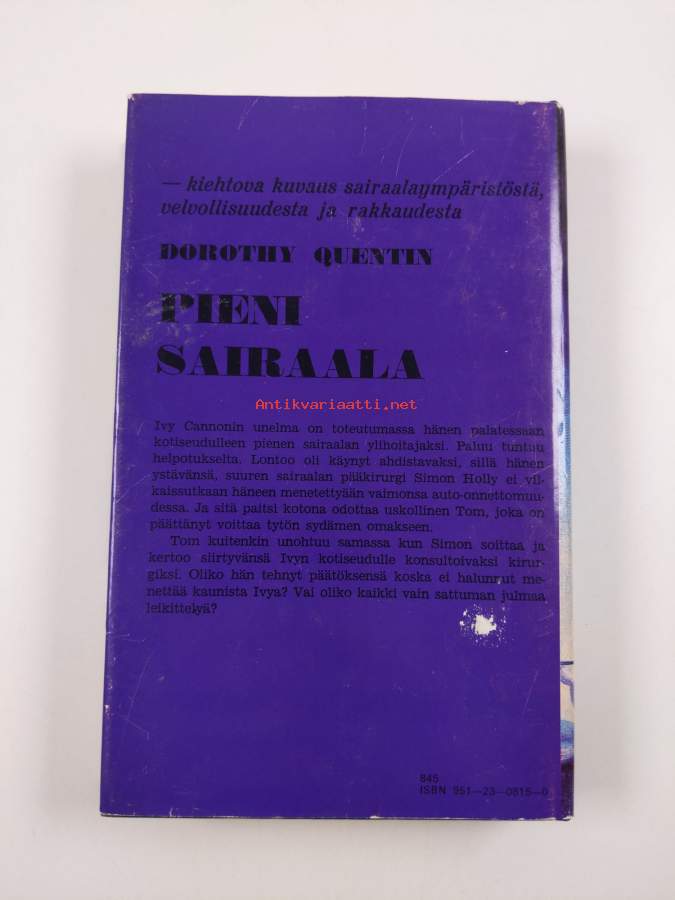 — kiehtova kuvaus sairaalaympäristöstä,
velvollisuudesta ja rakkaudesta
DOROTHY QUENTIN
PIENI
SAIRAALA
Antikvariaatti.net
Ivy Cannonin unelma on toteutumassa hänen palatessaan
kotiseudulleen pienen sairaalan ylihoitajaksi. Paluu tuntuu
helpotukselta. Lontoo oli käynyt ahdistavaksi, sillä hänen
ystävänsä, suuren sairaalan pääkirurgi Simon Holly ei vil-
kaissutkaan häneen menetettyään vaimonsa auto-onnettomuu-
dessa. Ja sitä paitsi kotona odottaa uskollinen Tom, joka on
päättänyt voittaa tytön sydämen omakseen.
Tom kuitenkin unohtuu samassa kun Simon soittaa ja
kertoo siirtyvänsä Ivyn kotiseudulle konsultoivaksi kirur-
giksi. Oliko hän tehnyt päätöksensä koska ei halunnut me-
nettää kaunista Ivya? Vai oliko kaikki vain sattuman julmaa
leikittelyä?
845
ISBN 951—23—0815—0